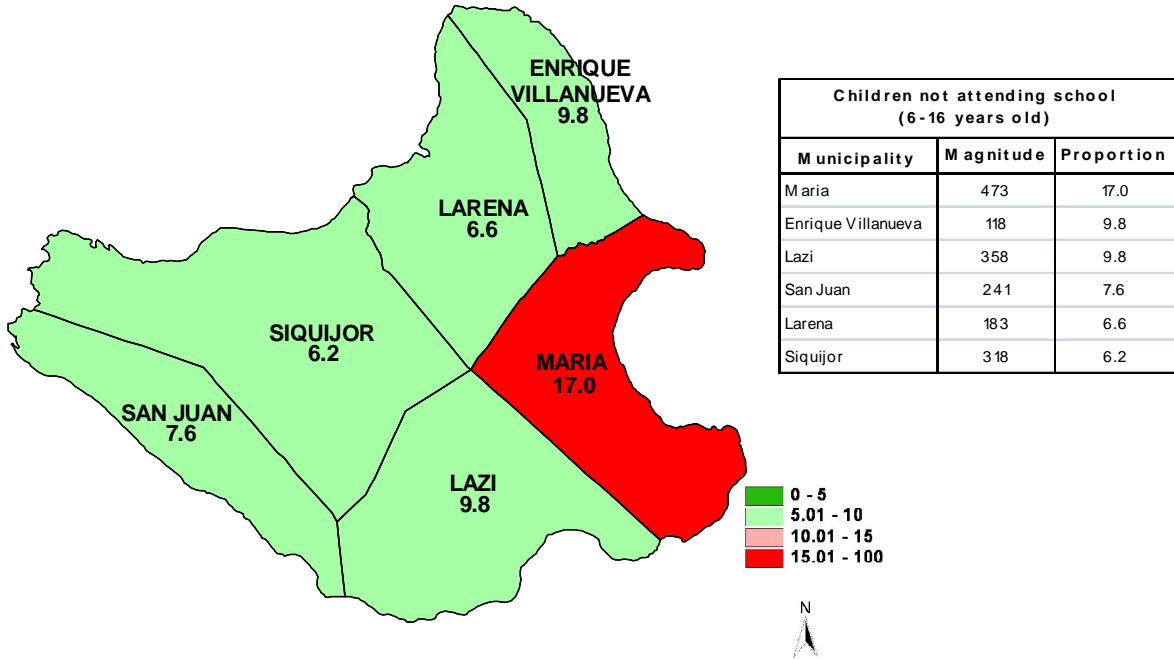 ENRIQUE
VILLANUEVA
9.8
LARENA
6.6
SIQUIJOR
6.2
MARIA
17.0
SAN JUAN
7.6
LAZI
9.8
Children not attending school
(6-16 years old)
Municipality Magnitude Proportion
Maria 473 17.0
Enrique Villanueva 118 9.8
Lazi 358 9.8
San Juan 241 7.6
Larena 183 6.6
Siquijor 318 6.2
0 - 5
5.01 - 10
10.01 - 15
15.01 - 100
N